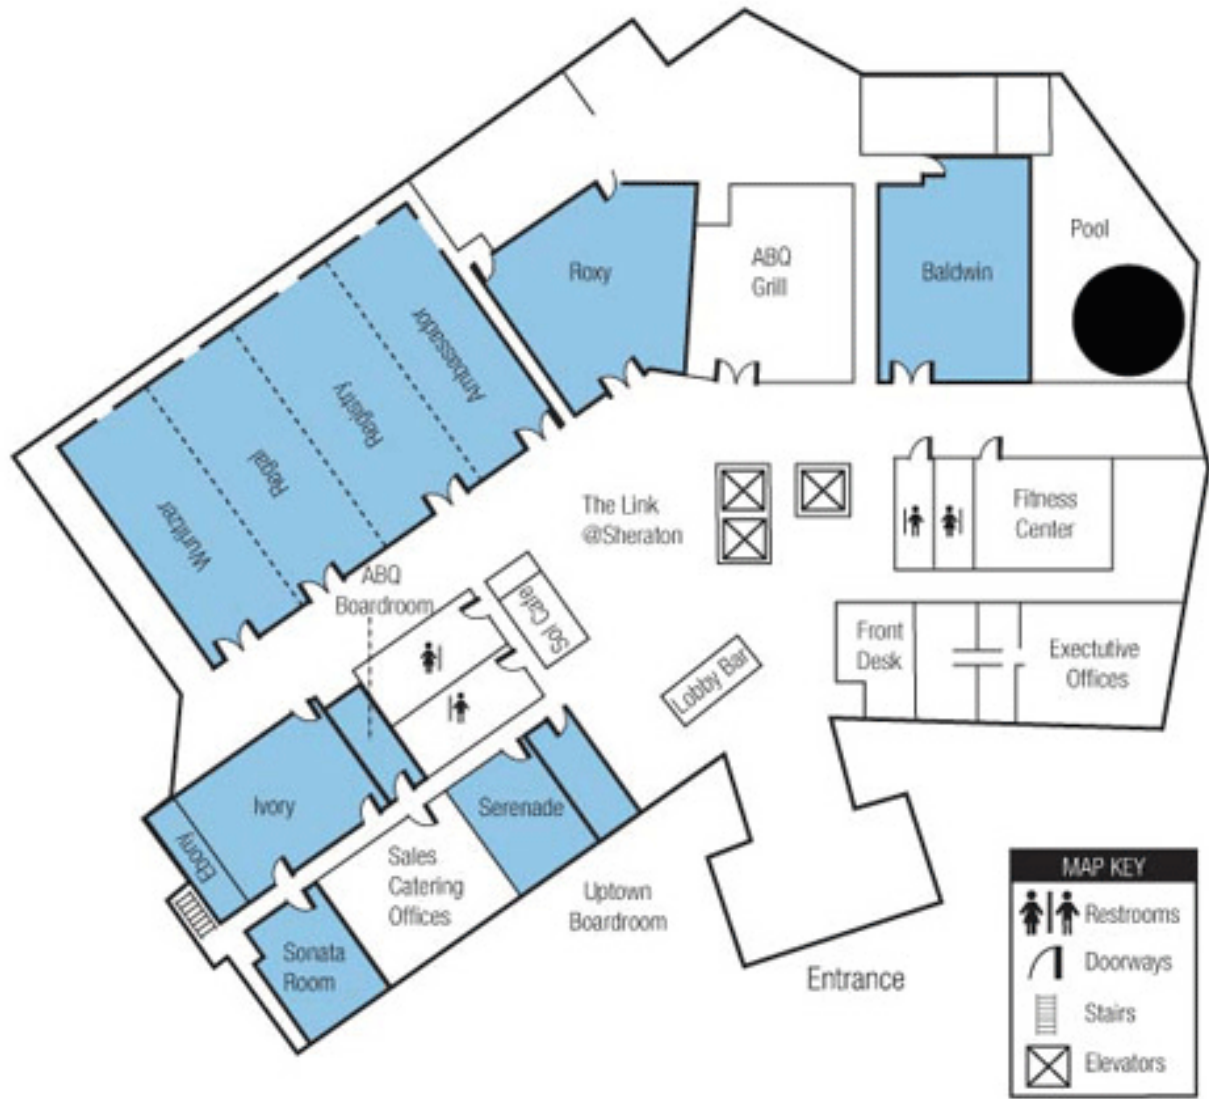 Pool
Roxy
ABQ
Grill
Baldwin
Ambassador
Registry
Regal
Wurlitzer
The Link
@Sheraton
Fitness
Center
ABQ
Boardroom
Sol Cafe
Lobby Bar
Front
Desk
Exectutive
Offices
Ivory
Ebony
Serenade
Sales
Catering
Offices
Uptown
Boardroom
Sonata
Room
Entrance
MAP KEY
Restrooms
Doorways
Stairs
Elevators